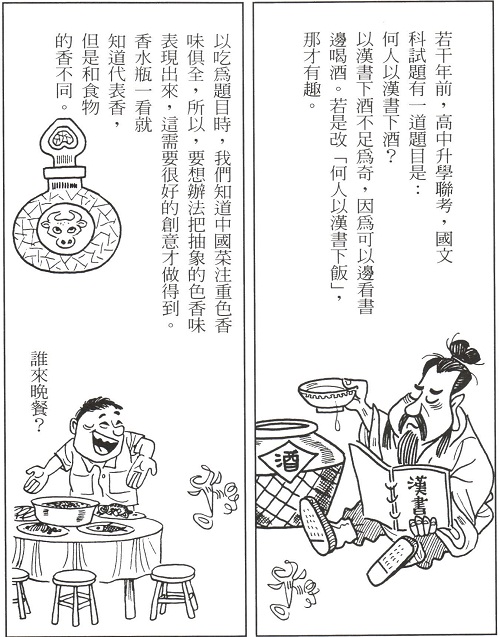 若干年前，高中升學聯考，國文
科試題有一道題目是：
何人以漢書下酒？
以漢書下酒不足爲奇，因爲可以邊看書
邊喝酒。若是改「何人以漢書下飯」，
那才有趣。
漢書
酒
以吃爲題目時，我們知道中國菜注重色香
味俱全，所以，要想辦法把抽象的色香味
表現出來，這需要很好的創意才做得到。
香水瓶一看就
知道代表香，
但是和食物
的香不同。
誰來晚餐？